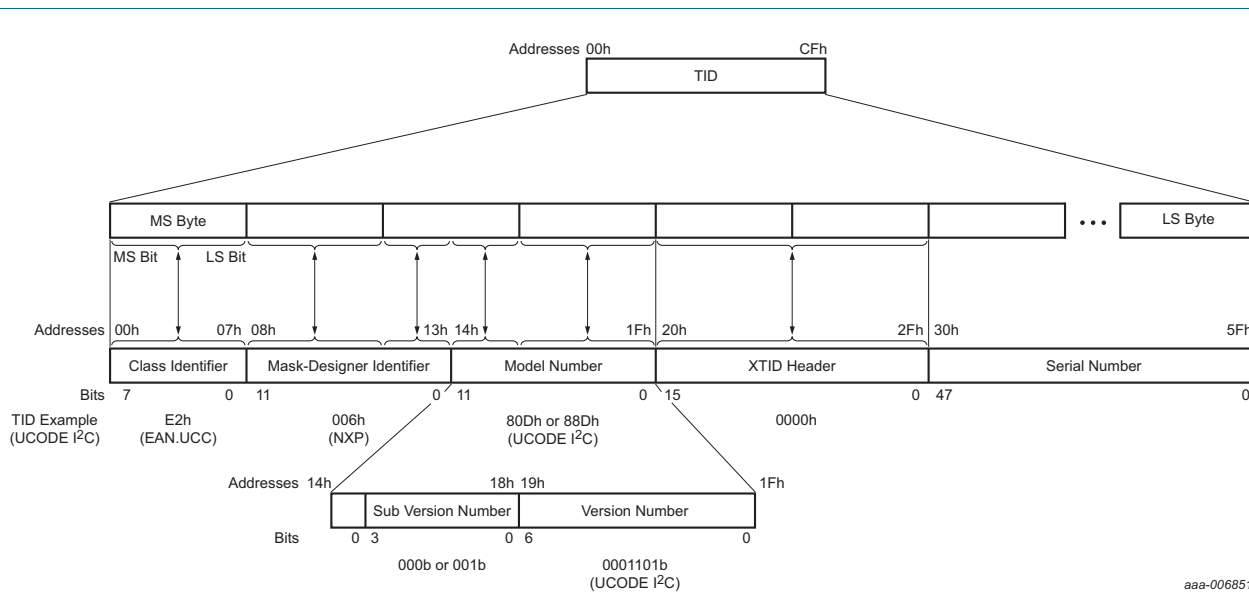 Addresses 00h CFh
TID
MS Byte LS Byte
MS Bit LS Bit
Addresses 00h 07h 08h 13h 14h 1Fh 20h 2Fh 30h 5Fh
Class Identifier Mask-Designer Identifier Model Number XTID Header Serial Number
Bits 7 0 11 0 11 0 15 0 47 0
TID Example E2h 006h 80Dh or 88Dh 0000h
(UCODE I²C) (EAN.UCC) (NXP) (UCODE I²C)
Addresses 14h 18h 19h 1Fh
Sub Version Number Version Number
Bits 0 3 0 6 0
000b or 001b 0001101b
(UCODE I²C)
aaa-006851